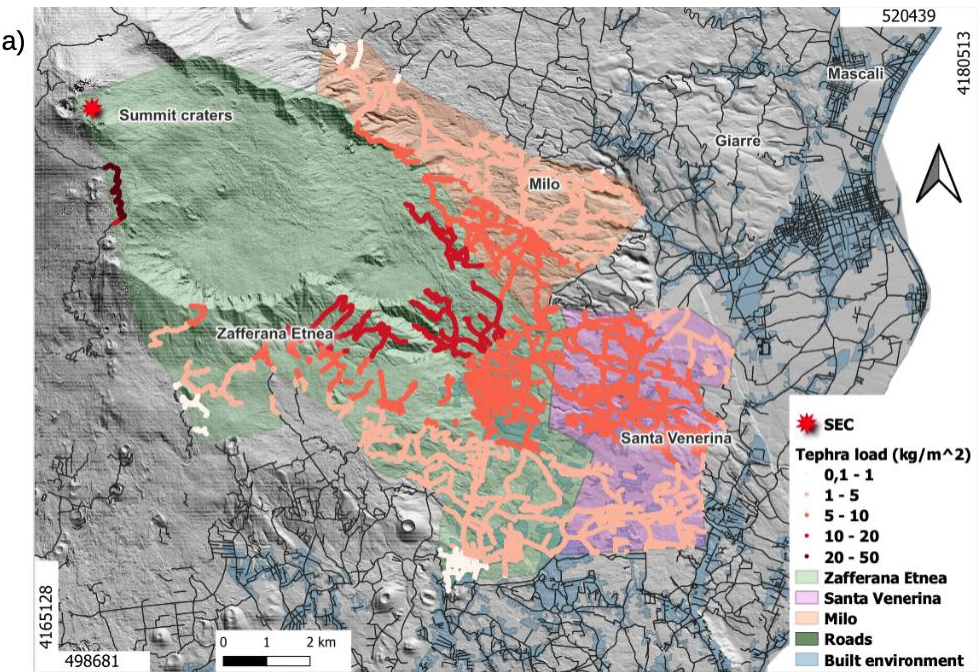 a)
520439
4180513
Mascali
Summit craters
Giarre
Milo
Zafferana Etnea
Santa Venerina
SEC
Tephra load (kg/m^2)
0,1 - 1
1 - 5
5 - 10
10 - 20
20 - 50
Zafferana Etnea
Santa Venerina
Milo
Roads
Built environment
4165128
498681
0 1 2 km